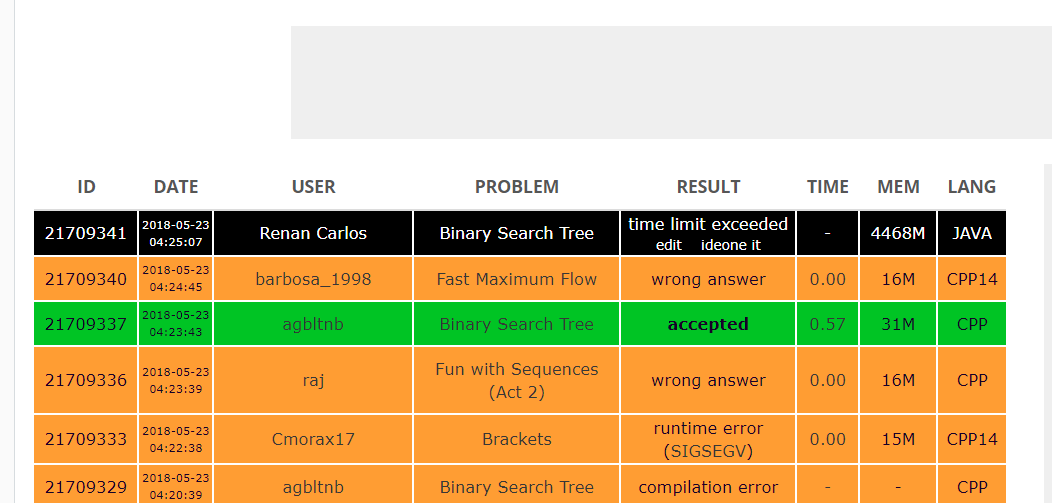 ID DATE USER PROBLEM RESULT TIME MEM LANG
21709341 2018-05-23 04:25:07 Renan Carlos Binary Search Tree time limit exceeded edit ideone it - 4468M JAVA
21709340 2018-05-23 04:24:45 barbosa_1998 Fast Maximum Flow wrong answer 0.00 16M CPP14
21709337 2018-05-23 04:23:43 agbltnb Binary Search Tree accepted 0.57 31M CPP
21709336 2018-05-23 04:23:39 raj Fun with Sequences (Act 2) wrong answer 0.00 16M CPP
21709333 2018-05-23 04:22:38 Cmorax17 Brackets runtime error (SIGSEGV) 0.00 15M CPP14
21709329 2018-05-23 04:20:39 agbltnb Binary Search Tree compilation error - - CPP